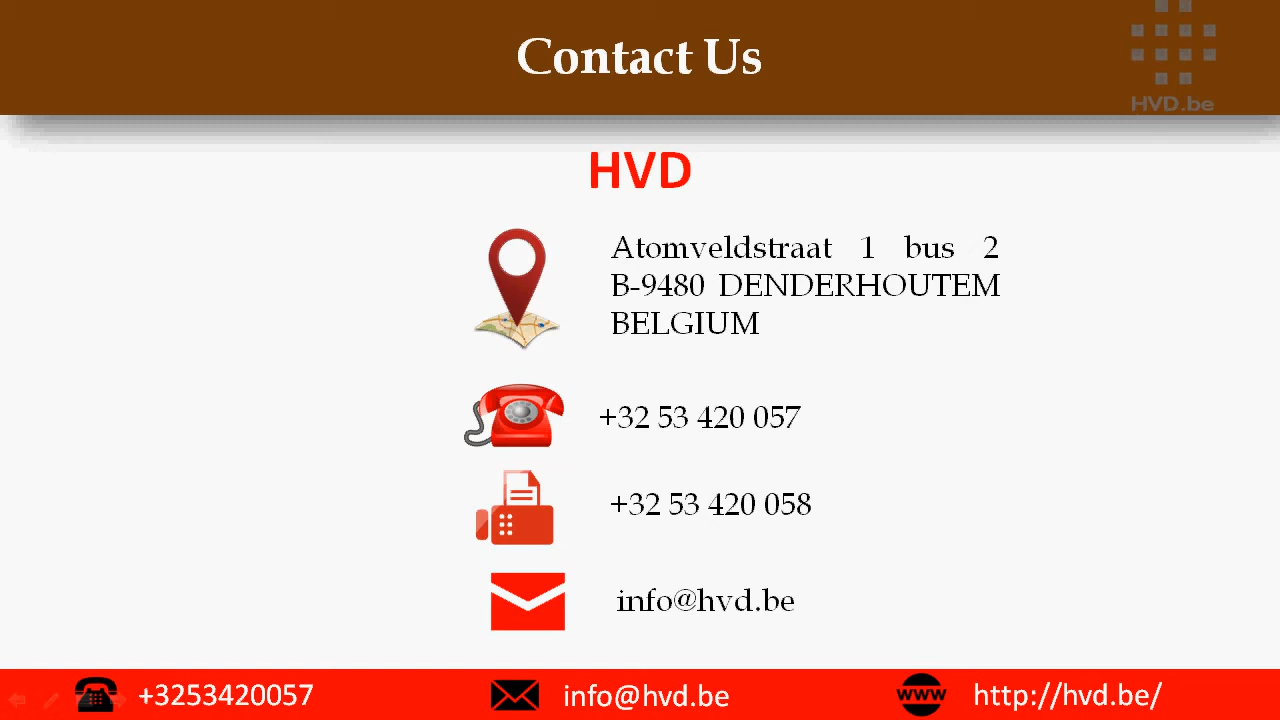 Contact Us
HVD.be
HVD
Atomveldstraat 1 bus 2
B-9480 DENDERHOUTEM
BELGIUM
+32 53 420 057
+32 53 420 058
info@hvd.be
+3253420057
info@hvd.be
WWW
http://hvd.be/